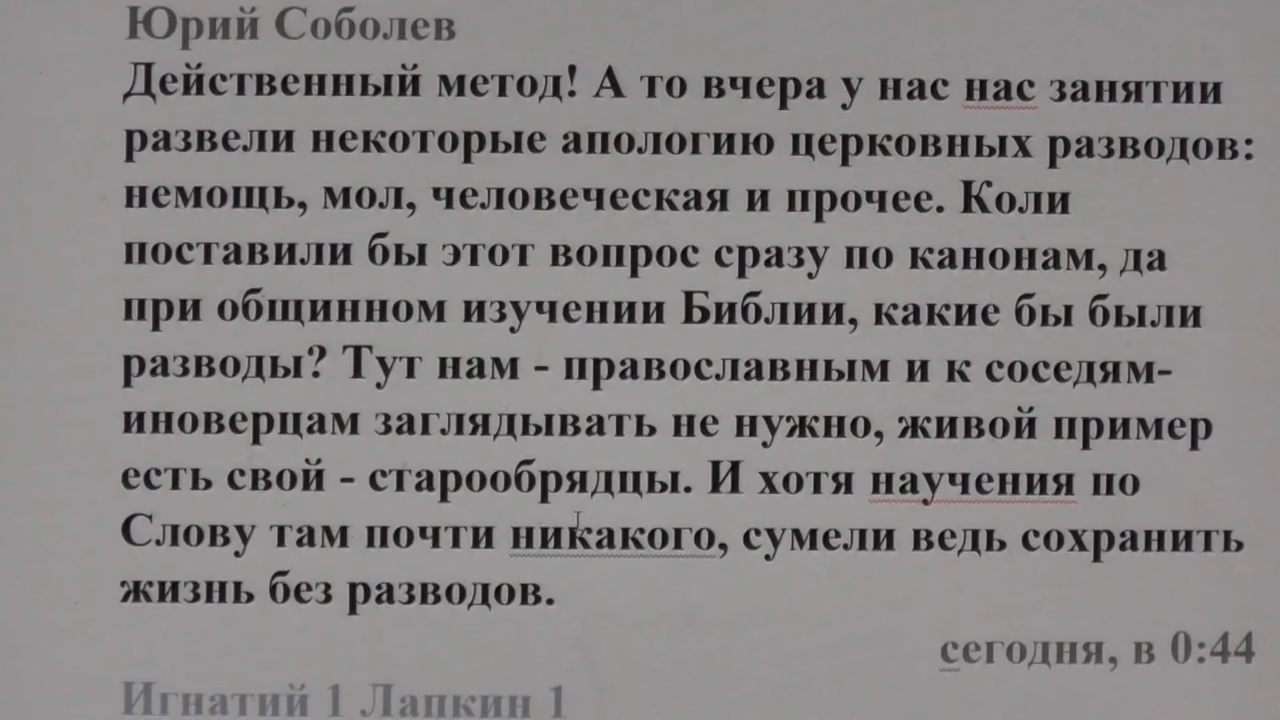 Юрий Соболев
Действенный метод! А то вчера у нас нас занятии
развели некоторые апологию церковных разводов:
немощь, мол, человеческая и прочее. Коли
поставили бы этот вопрос сразу по канонам, да
при общинном изучении Библии, какие бы были
разводы? Тут нам - православным и к соседям-
иноверцам заглядывать не нужно, живой пример
есть свой - старообрядцы. И хотя научения по
Слову там почти никакого, сумели ведь сохранить
жизнь без разводов.
сегодня, в 0:44
Игнатий 1 Лапкин 1